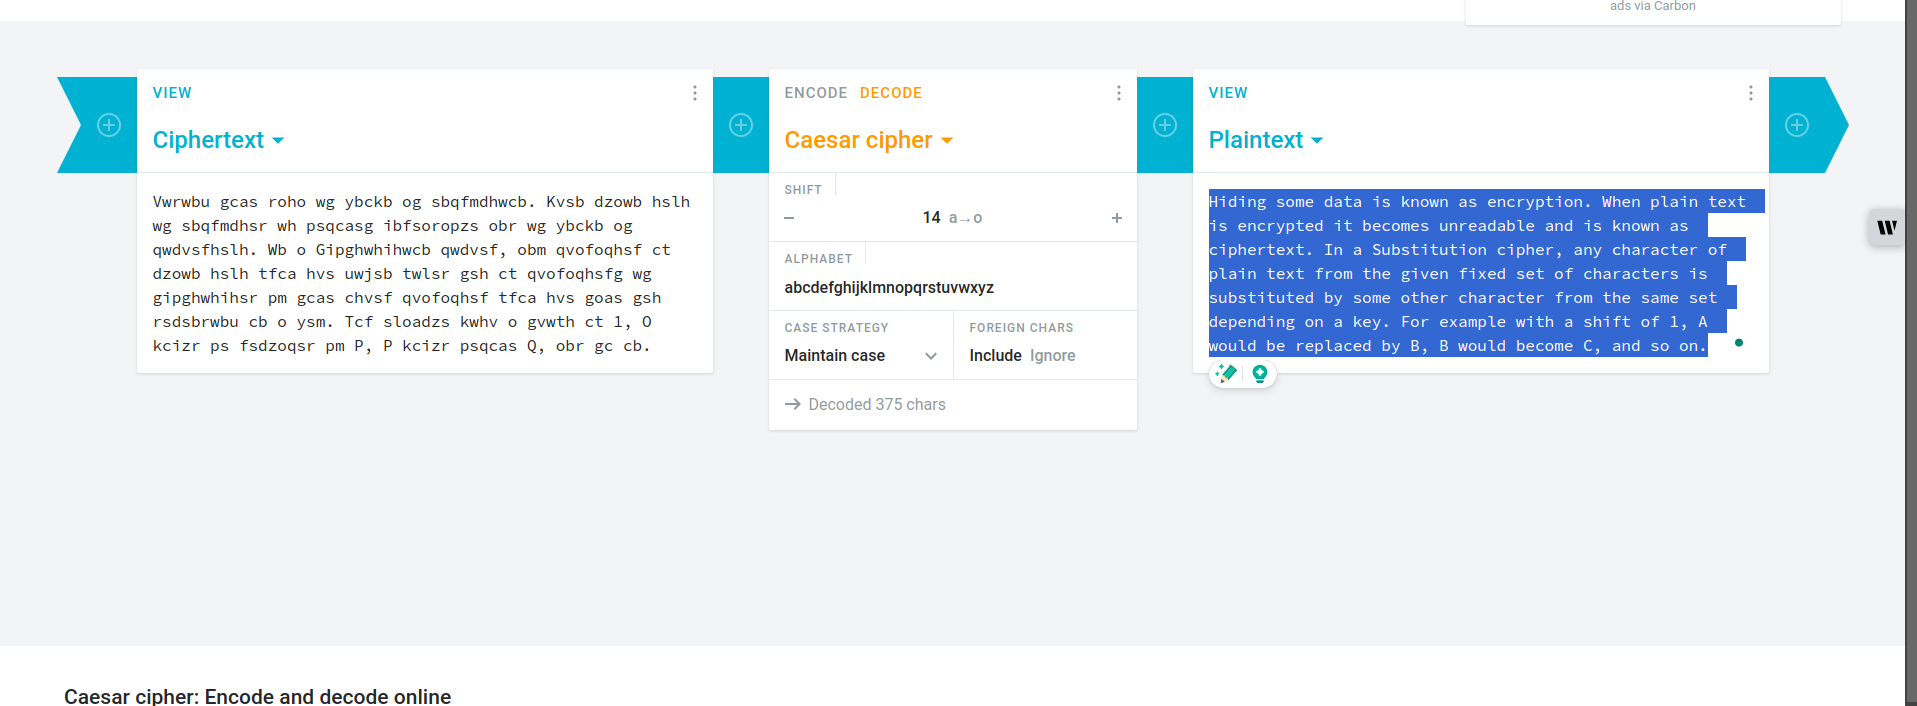 ads via Carbon
VIEW
Ciphertext
Vwrwbu gcas roho wg ybckb og sbqfmdhwcb. Kvsb dzowb hslh
wg sbqfmdhsr wh psqcasg ibfsoropzs obr wg ybckb og
qwdvsfhslh. Wb o Gipghwhihwcb qwdvsf, obm qvofoqhsf ct
dzowb hslh tfca hvs uwjsb twlsr gsh ct qvofoqhsfg wg
gipghwhihsr pm gcas chvsf qvofoqhsf tfca hvs goas gsh
rsdsbrwbu cb o ysm. Tcf sloadzs kwhv o gvwth ct 1, O
kcizr ps fsdzoqsr pm P, P kcizr psqcas Q, obr gc cb.
ENCODE DECODE
Caesar cipher
SHIFT
− 14 a→o +
ALPHABET
abcdefghijklmnopqrstuvwxyz
CASE STRATEGY
Maintain case
FOREIGN CHARS
Include Ignore
→ Decoded 375 chars
VIEW
Plaintext
Hiding some data is known as encryption. When plain text
is encrypted it becomes unreadable and is known as
ciphertext. In a Substitution cipher, any character of
plain text from the given fixed set of characters is
substituted by some other character from the same set
depending on a key. For example with a shift of 1, A
would be replaced by B, B would become C, and so on.
W
Caesar cipher: Encode and decode online